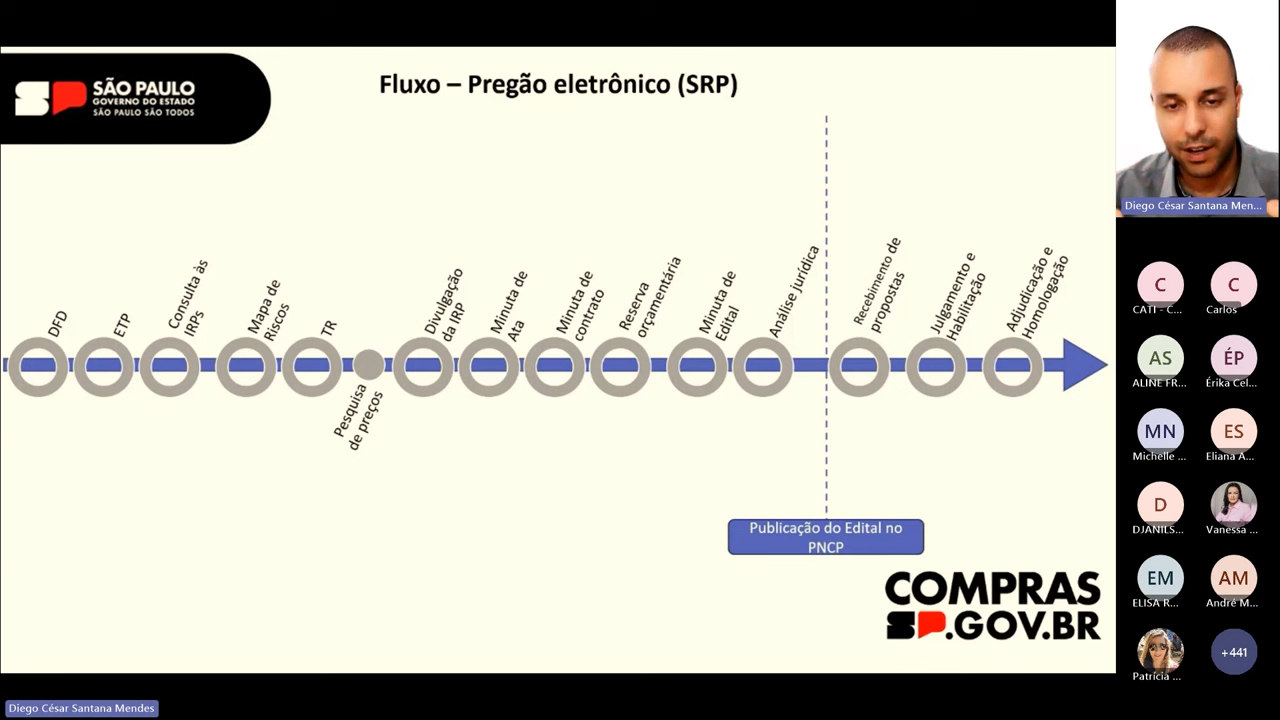 SÃO PAULO
GOVERNO DO ESTADO
SÃO PAULO SÃO TODOS
Fluxo – Pregão eletrônico (SRP)
DFD
ETP
Consulta às
IRPs
Mapa de
Riscos
TR
Pesquisa
de preços
Divulgação
da IRP
Minuta de
Ata
Minuta de
contrato
Reserva
orçamentária
Minuta de
Edital
Análise jurídica
Recebimento de
propostas
Julgamento e
Habilitação
Adjudicação e
Homologação
Publicação do Edital no
PNCP
COMPRAS
SP.GOV.BR
Diego César Santana Men...
C
CATI - C...
C
Carlos
AS
ALINE FR...
ÉP
Érika Cel...
MN
Michelle ...
ES
Eliana A...
D
DJANILS...
Vanessa ...
EM
ELISA R...
AM
André M...
Patrícia ...
+441
Diego César Santana Mendes